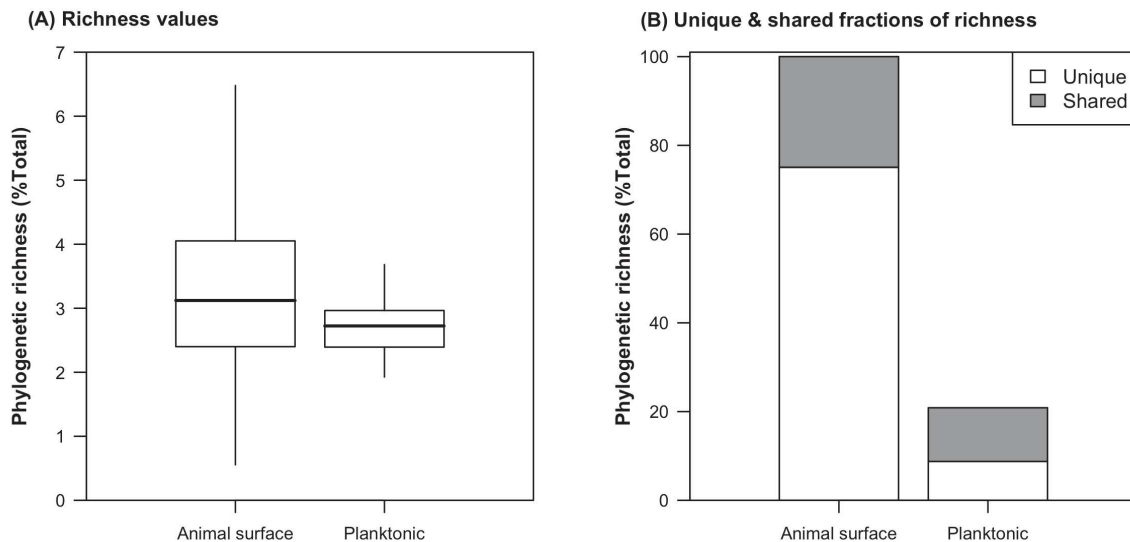 (A) Richness values
Phylogenetic richness (%Total)
7
6
5
4
3
2
1
0
Animal surface
Planktonic
(B) Unique & shared fractions of richness
Phylogenetic richness (%Total)
100
80
60
40
20
0
Unique
Shared
Animal surface
Planktonic